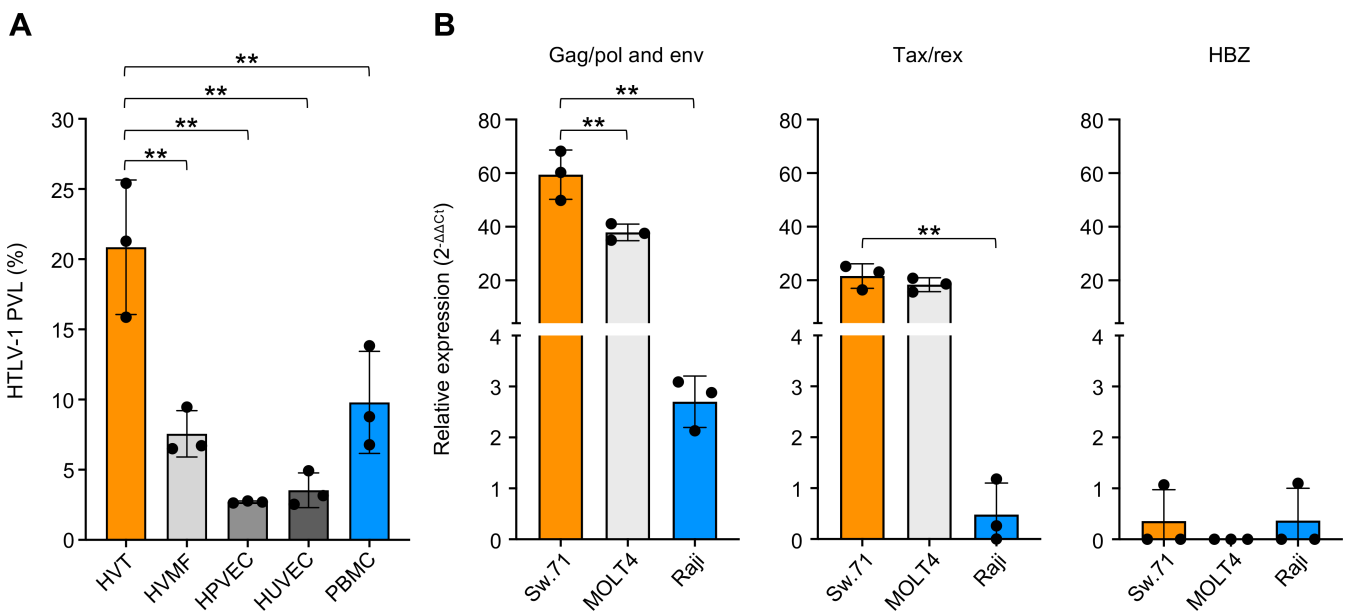 A
B
Gag/pol and env
Tax/rex
HBZ
**
**
**
**
**
**
**
HTLV-1 PVL (%)
30
25
20
15
10
5
0
HVT
HVMF
HPVEC
HUVEC
PBMC
Relative expression (2-ΔΔCt)
80
60
40
20
4
3
2
1
0
Sw.71
MOLT4
Raji
80
60
40
20
4
3
2
1
0
Sw.71
MOLT4
Raji
80
60
40
20
4
3
2
1
0
Sw.71
MOLT4
Raji